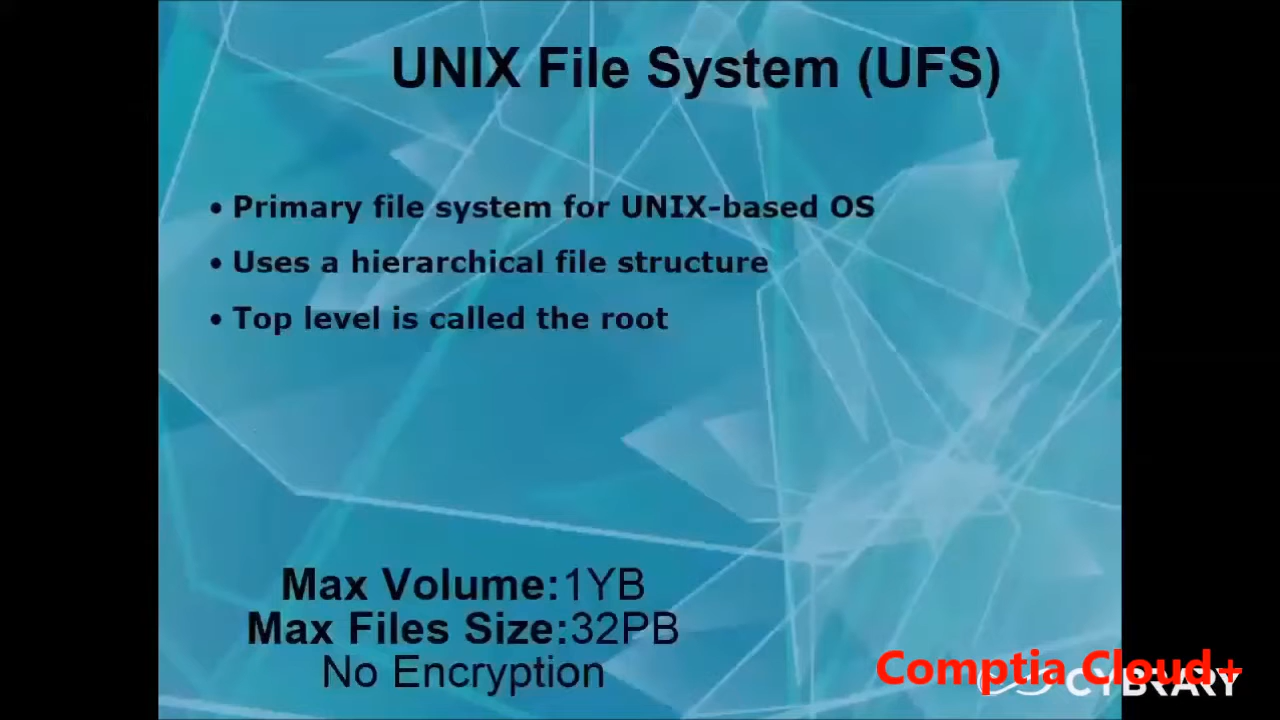 UNIX File System (UFS)
• Primary file system for UNIX-based OS
• Uses a hierarchical file structure
• Top level is called the root
Max Volume:1YB
Max Files Size:32PB
No Encryption
Comptia Cloud+
CYBRARY